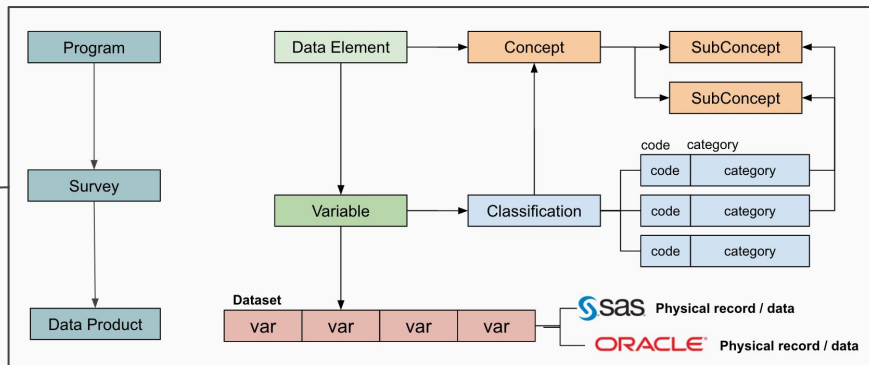 Program
Data Element
Concept
SubConcept
SubConcept
code category
code category
Survey
Variable
Classification
code category
code category
Dataset
Data Product
var var var var
sas Physical record / data
ORACLE® Physical record / data